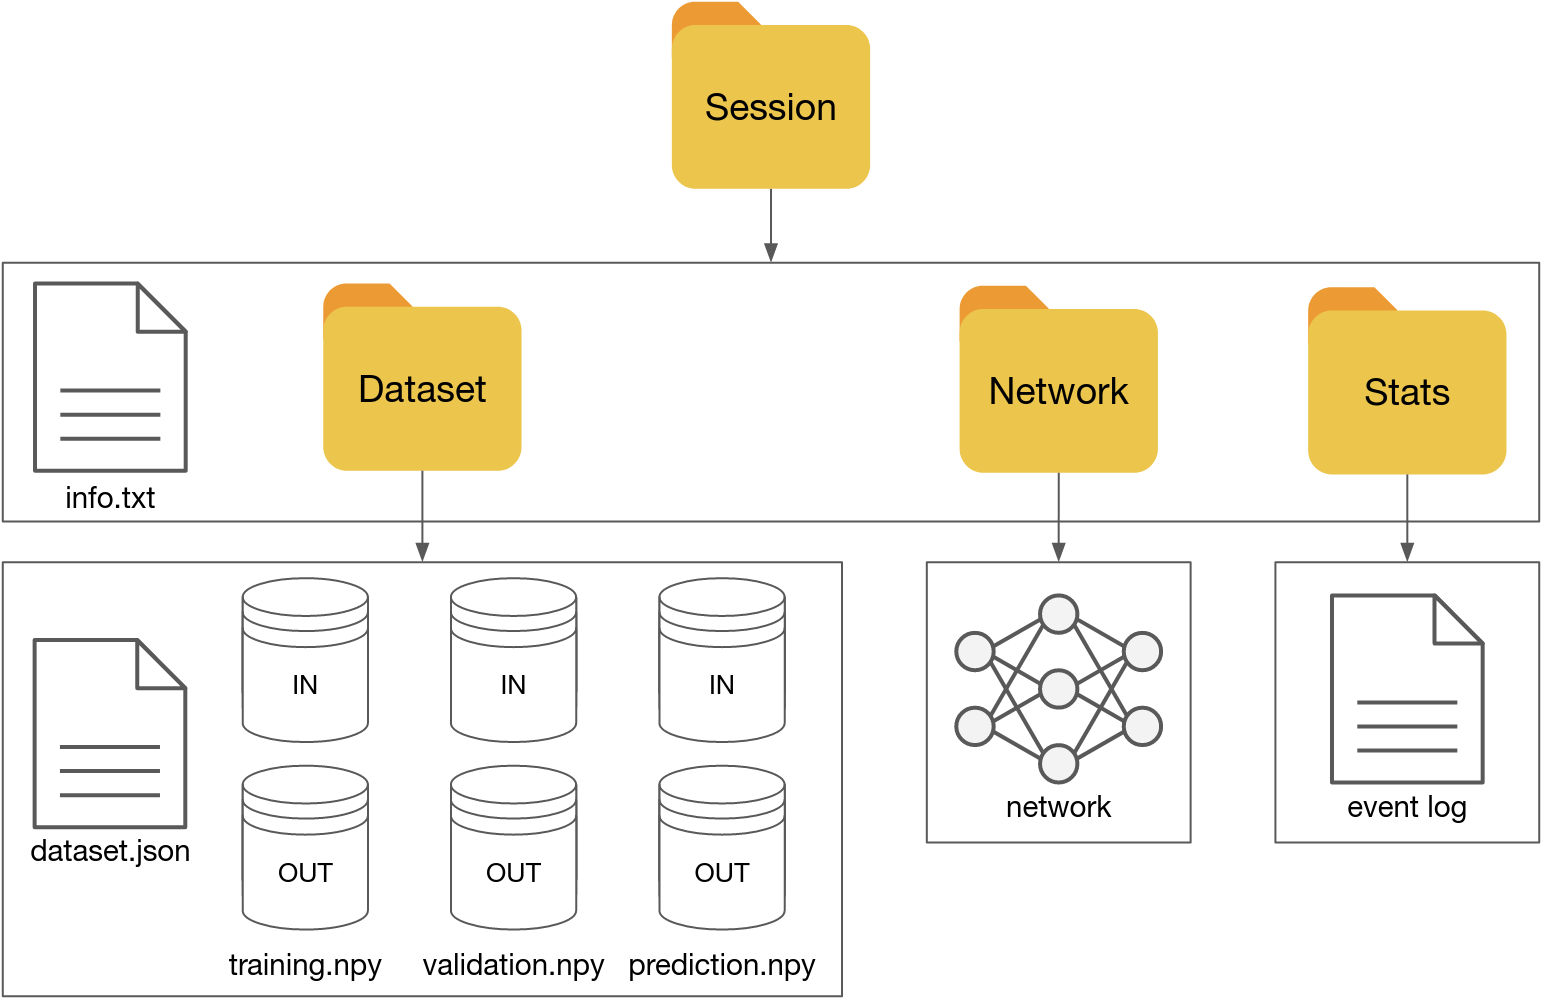 Session
Dataset
Network
Stats
info.txt
IN
IN
IN
OUT
OUT
OUT
dataset.json
training.npy
validation.npy
prediction.npy
network
event log